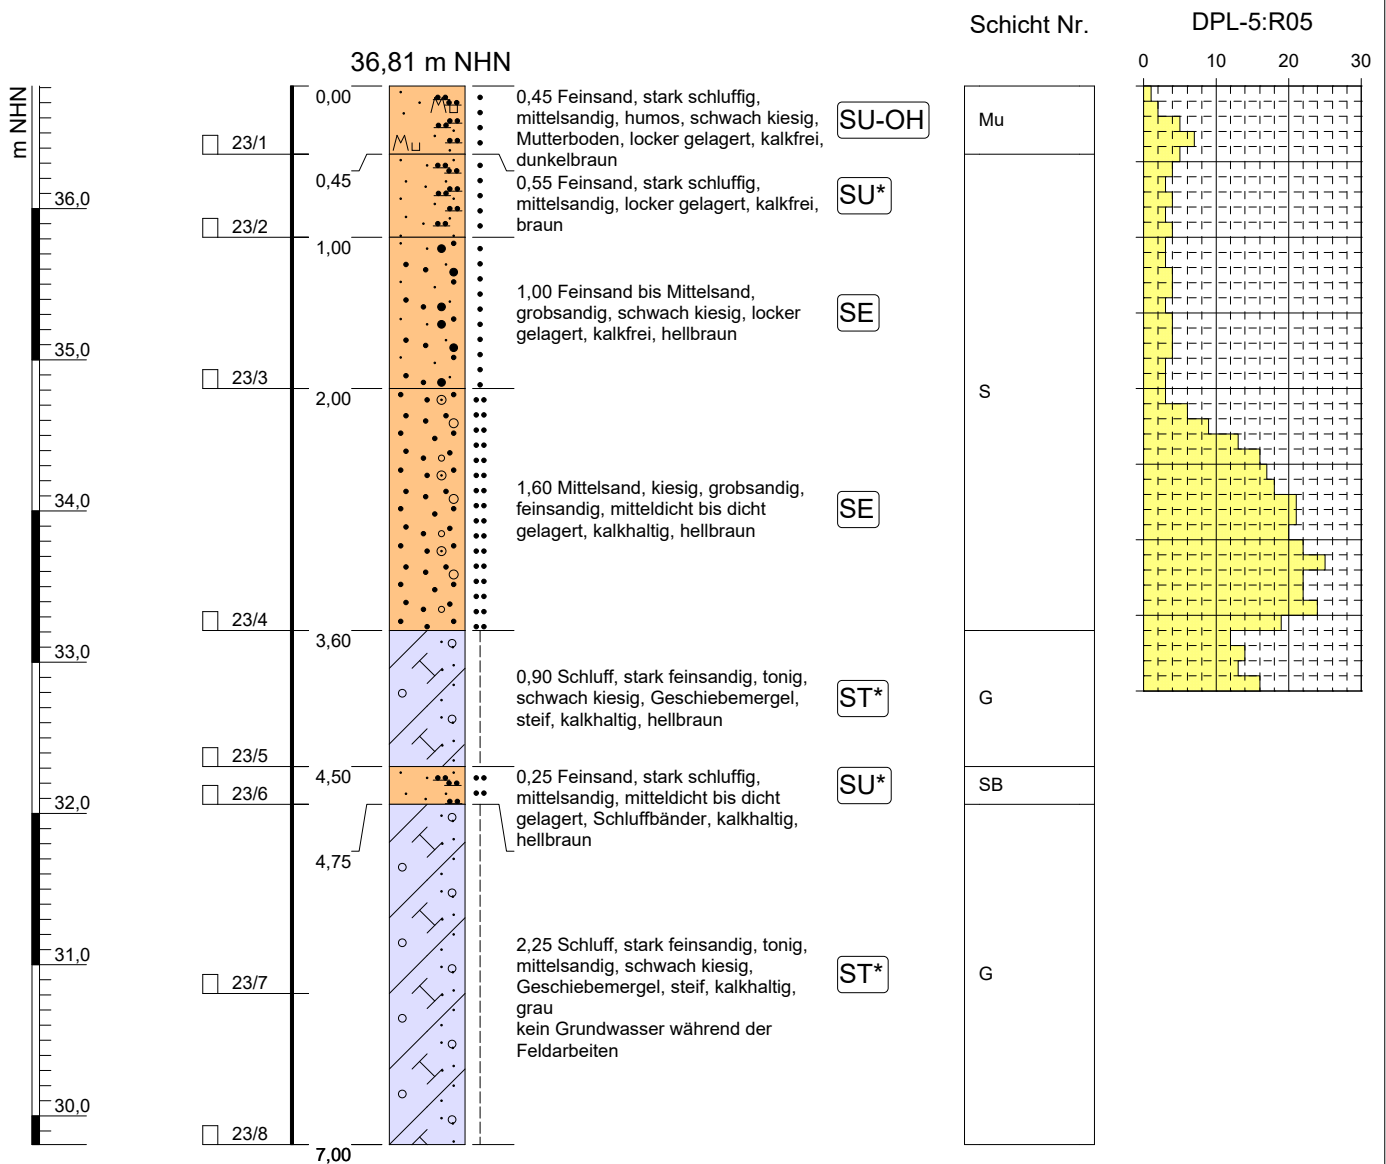 Schicht Nr.
DPL-5:R05
36,81 m NHN
0 10 20 30
m NHN
0,00
0,45 Feinsand, stark schluffig,
mittelsandig, humos, schwach kiesig,
Mutterboden, locker gelagert, kalkfrei,
dunkelbraun
SU-OH
Mu
Mu
Mu
23/1
0,45
0,55 Feinsand, stark schluffig,
mittelsandig, locker gelagert, kalkfrei,
braun
SU*
36,0
23/2
1,00
1,00 Feinsand bis Mittelsand,
grobsandig, schwach kiesig, locker
gelagert, kalkfrei, hellbraun
SE
35,0
23/3
2,00
S
1,60 Mittelsand, kiesig, grobsandig,
feinsandig, mitteldicht bis dicht
gelagert, kalkhaltig, hellbraun
SE
34,0
23/4
3,60
33,0
0,90 Schluff, stark feinsandig, tonig,
schwach kiesig, Geschiebemergel,
steif, kalkhaltig, hellbraun
ST*
G
23/5
4,50
0,25 Feinsand, stark schluffig,
mittelsandig, mitteldicht bis dicht
gelagert, Schluffbänder, kalkhaltig,
hellbraun
SU*
SB
23/6
32,0
4,75
31,0
2,25 Schluff, stark feinsandig, tonig,
mittelsandig, schwach kiesig,
Geschiebemergel, steif, kalkhaltig,
grau
kein Grundwasser während der
Feldarbeiten
ST*
G
23/7
30,0
23/8
7,00